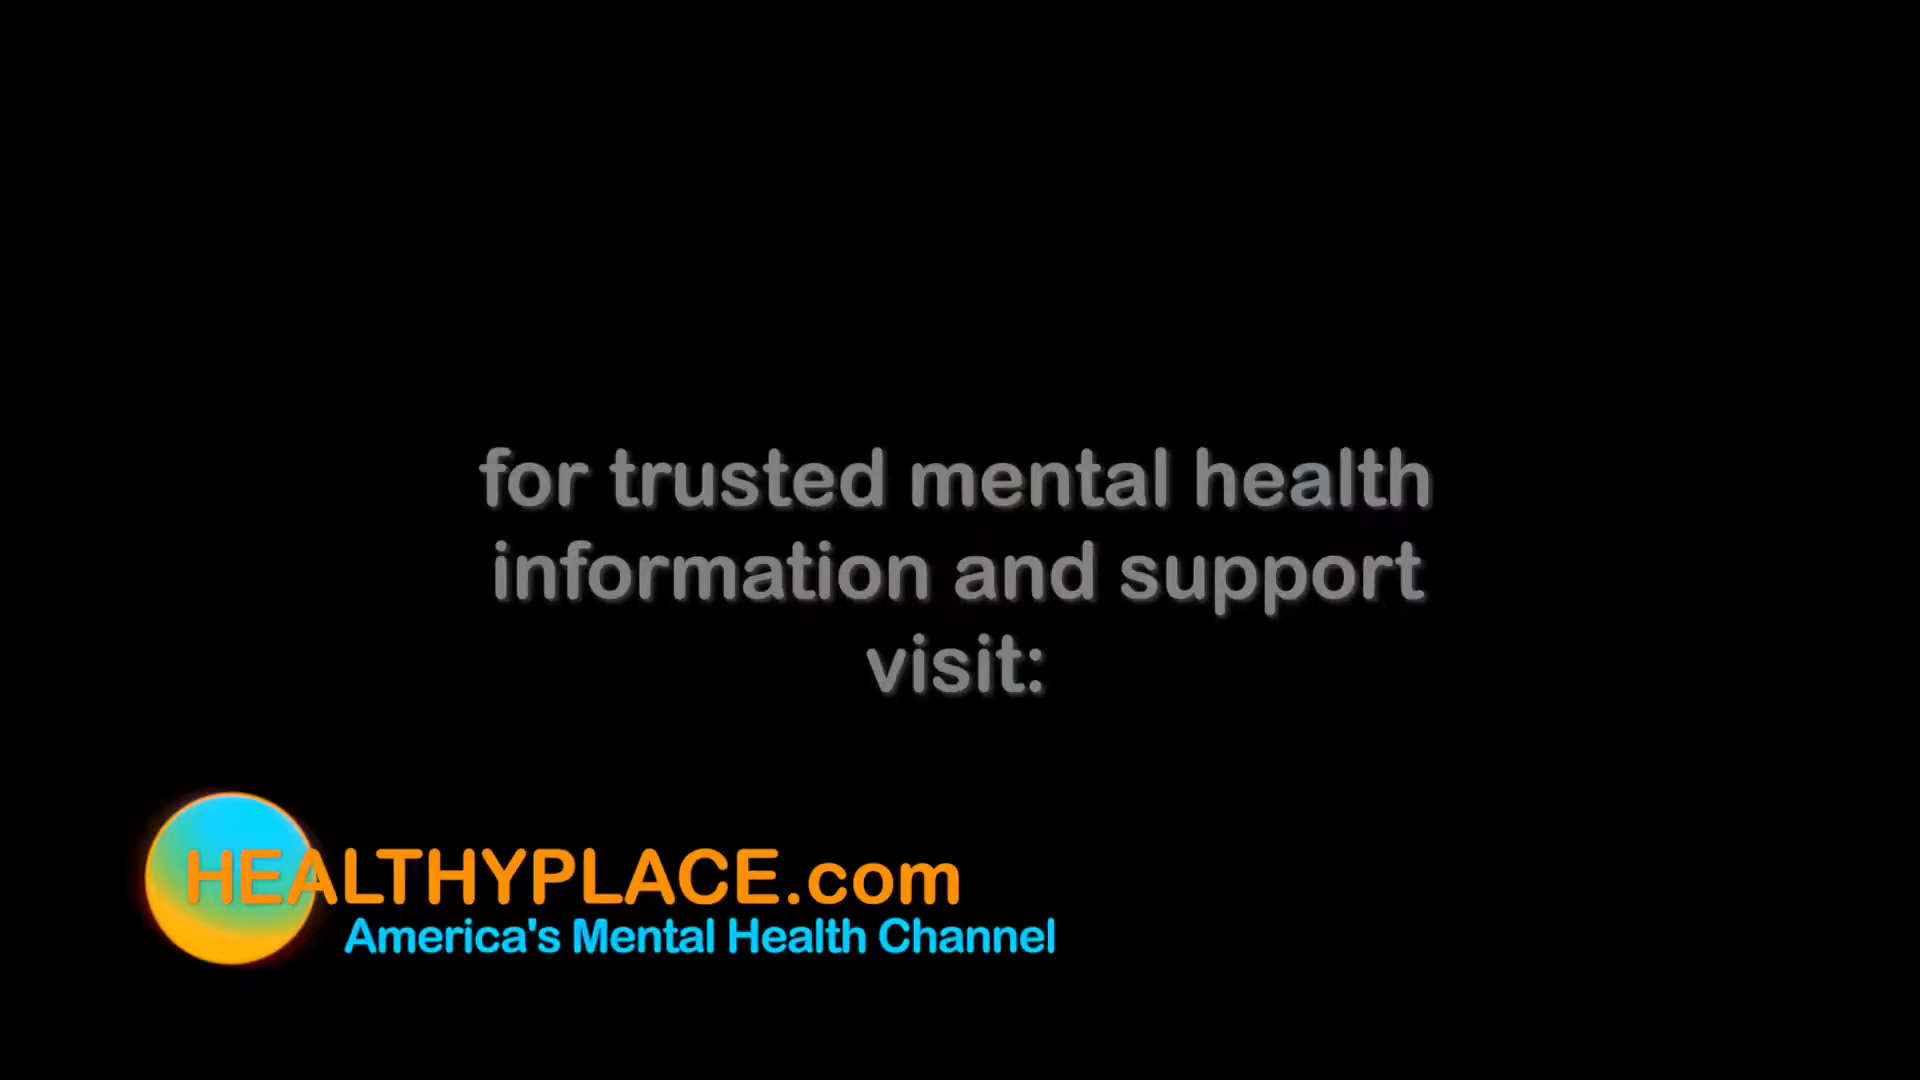 for trusted mental health
information and support
visit:
HEALTHYPLACE.com
America's Mental Health Channel